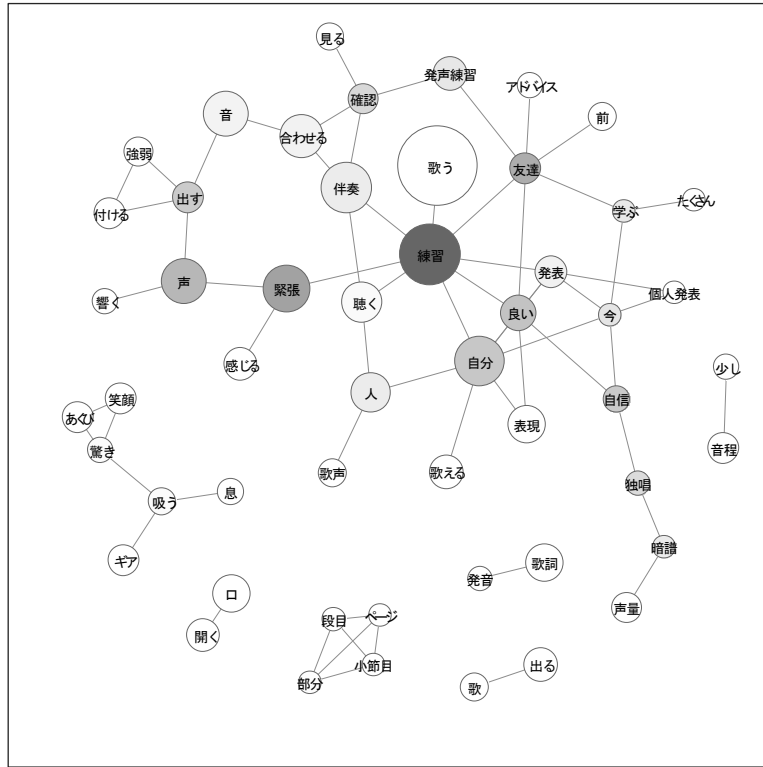 見る
発声練習
アドバイス
確認
音
前
合わせる
強弱
歌う
友達
伴奏
出す
たくさん
学ぶ
付ける
練習
発表
声
緊張
個人発表
響く
聴く
良い
今
自分
感じる
少し
人
笑顔
自信
あくび
表現
驚き
音程
歌声
歌える
独唱
息
吸う
暗譜
ギア
歌詞
発音
口
声量
ページ
段目
開く
小節目
出る
部分
歌